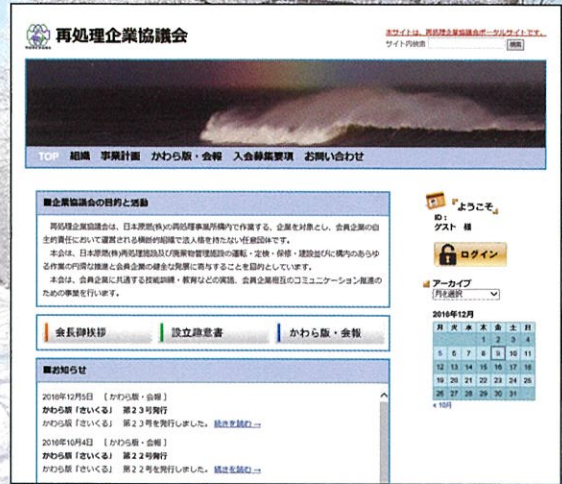 再処理企業協議会
本サイトは、再処理企業協議会ポータルサイトです。
サイト内検索
検索
TOP 組織 事業計画 かわら版・会報 入会募集要項 お問い合わせ
■企業協議会の目的と活動
再処理企業協議会は、日本原燃(株)の再処理事業所構内で作業する、企業を対象とし、会員企業の自
主的責任において運営される横断的組織で法人格を持たない任意団体です。
本会は、日本原燃(株)再処理施設及び廃棄物管理施設の運転・定検・保修・建設並びに構内のあらゆ
る作業の円滑な推進と会員企業の健全な発展に寄与することを目的としています。
本会は、会員企業に共通する技能訓練・教育などの実践、会員企業相互のコミュニケーション推進の
ための事業を行います。
会長御挨拶 設立趣意書 かわら版・会報
■お知らせ
2016年12月5日 [かわら版・会報]
かわら版「さいくる」 第23号発行
かわら版「さいくる」 第23号を発行しました。 続きを読む→
2016年10月4日 [かわら版・会報]
かわら版「さいくる」 第22号発行
かわら版「さいくる」 第22号を発行しました。 続きを読む→
『ようこそ』
ID：
ゲスト 様
ログイン
アーカイブ
月を選択
2016年12月
月 火 水 木 金 土 日
1 2 3 4
5 6 7 8 9 10 11
12 13 14 15 16 17 18
19 20 21 22 23 24 25
26 27 28 29 30 31
« 10月